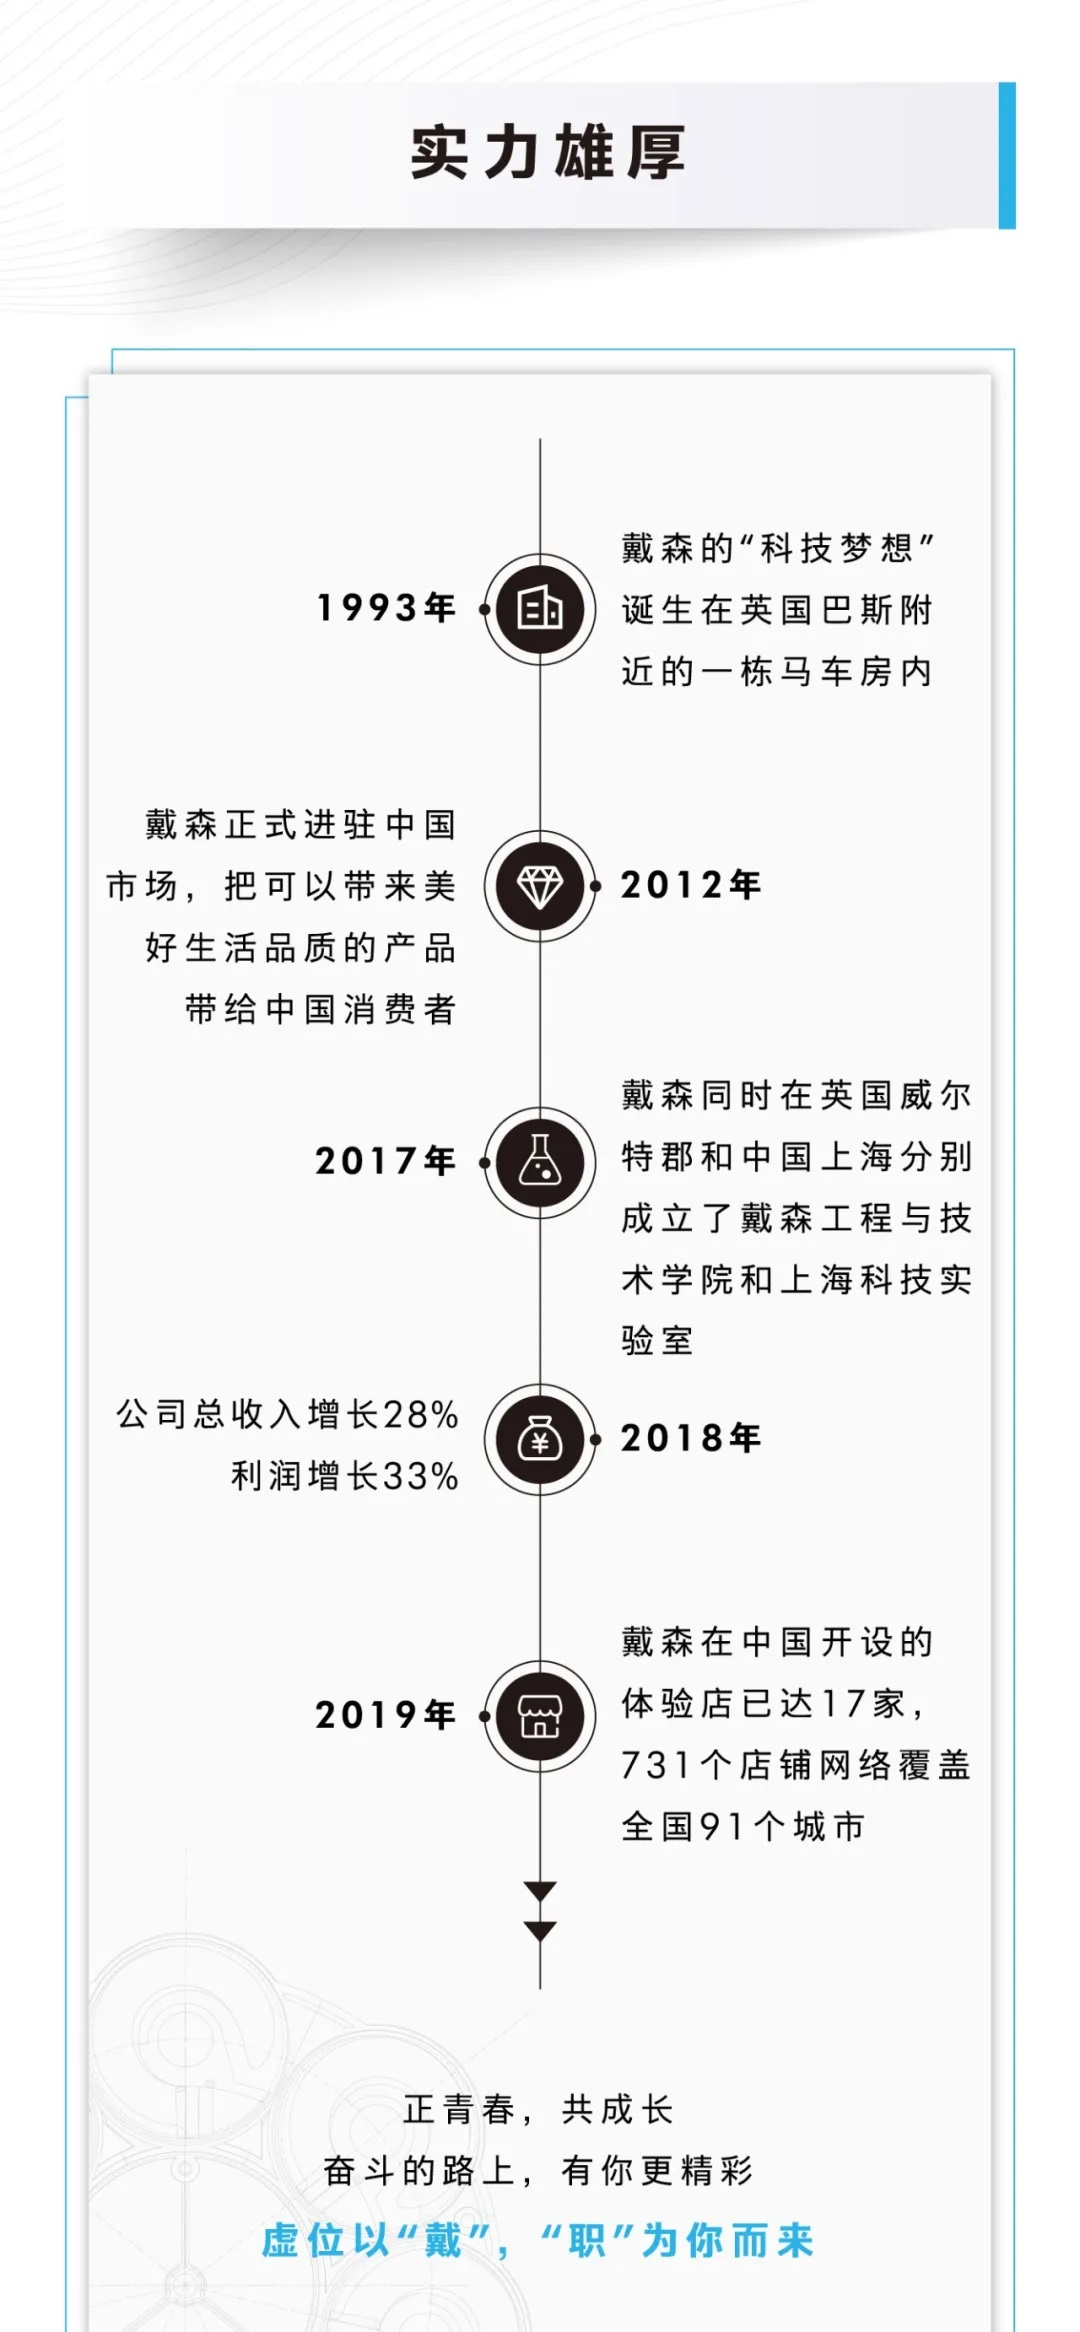 实力雄厚
1993年
戴森的“科技梦想”
诞生在英国巴斯附
近的一栋马车房内
戴森正式进驻中国
市场，把可以带来美
好生活品质的产品
带给中国消费者
2012年
2017年
戴森同时在英国威尔
特郡和中国上海分别
成立了戴森工程与技
术学院和上海科技实
验室
公司总收入增长28%
利润增长33%
2018年
2019年
戴森在中国开设的
体验店已达17家，
731个店铺网络覆盖
全国91个城市
正青春，共成长
奋斗的路上，有你更精彩
虚位以“戴”，“职”为你而来